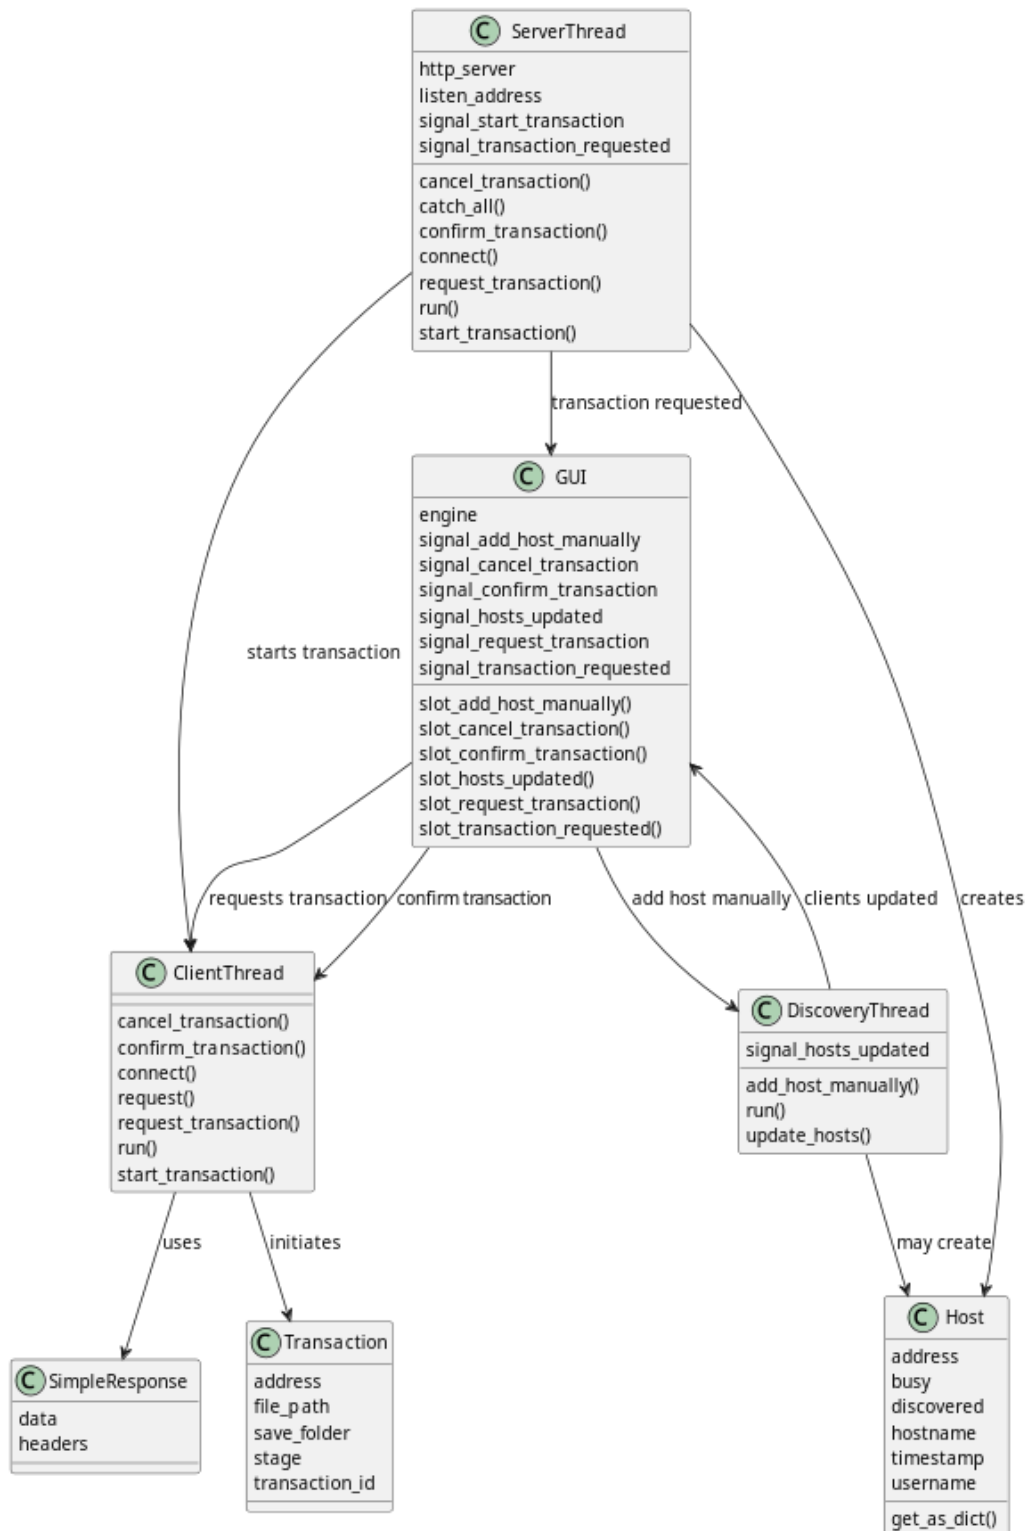 C ServerThread
http_server
listen_address
signal_start_transaction
signal_transaction_requested
cancel_transaction()
catch_all()
confirm_transaction()
connect()
request_transaction()
run()
start_transaction()
transaction requested
C GUI
engine
signal_add_host_manually
signal_cancel_transaction
signal_confirm_transaction
signal_hosts_updated
signal_request_transaction
signal_transaction_requested
slot_add_host_manually()
slot_cancel_transaction()
slot_confirm_transaction()
slot_hosts_updated()
slot_request_transaction()
slot_transaction_requested()
starts transaction
requests transaction
confirm transaction
add host manually
clients updated
creates
C ClientThread
cancel_transaction()
confirm_transaction()
connect()
request()
request_transaction()
run()
start_transaction()
C DiscoveryThread
signal_hosts_updated
add_host_manually()
run()
update_hosts()
uses
initiates
may create
C SimpleResponse
data
headers
C Transaction
address
file_path
save_folder
stage
transaction_id
C Host
address
busy
discovered
hostname
timestamp
username
get_as_dict()